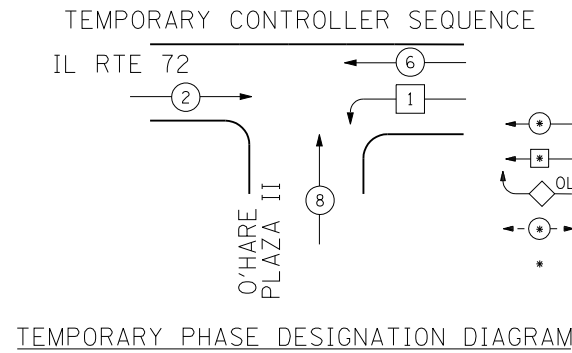 TEMPORARY CONTROLLER SEQUENCE
IL RTE 72
6
2
1
8
O'HARE
PLAZA II
*
*
OL
*
*
TEMPORARY PHASE DESIGNATION DIAGRAM